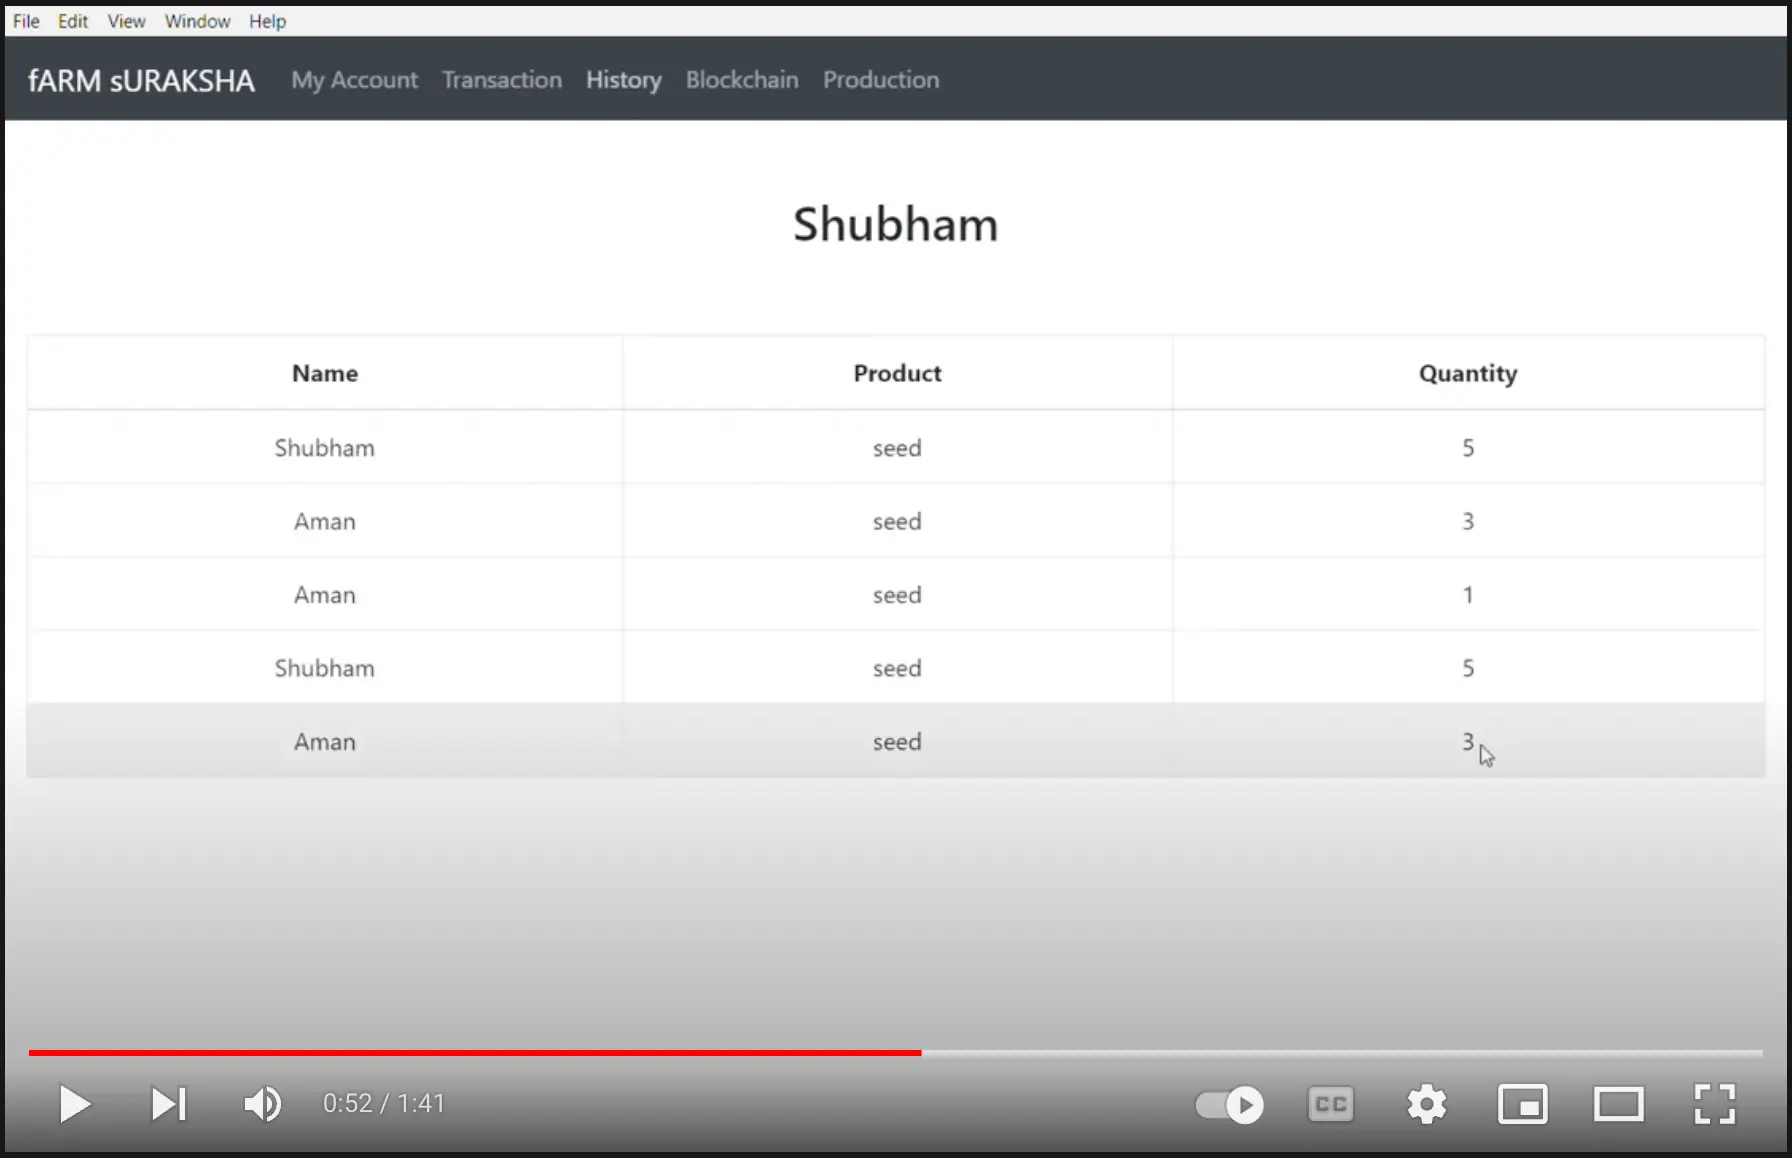 File Edit View Window Help
fARM sURAKSHA My Account Transaction History Blockchain Production
Shubham
Name Product Quantity
Shubham seed 5
Aman seed 3
Aman seed 1
Shubham seed 5
Aman seed 3
0:52 / 1:41 CC